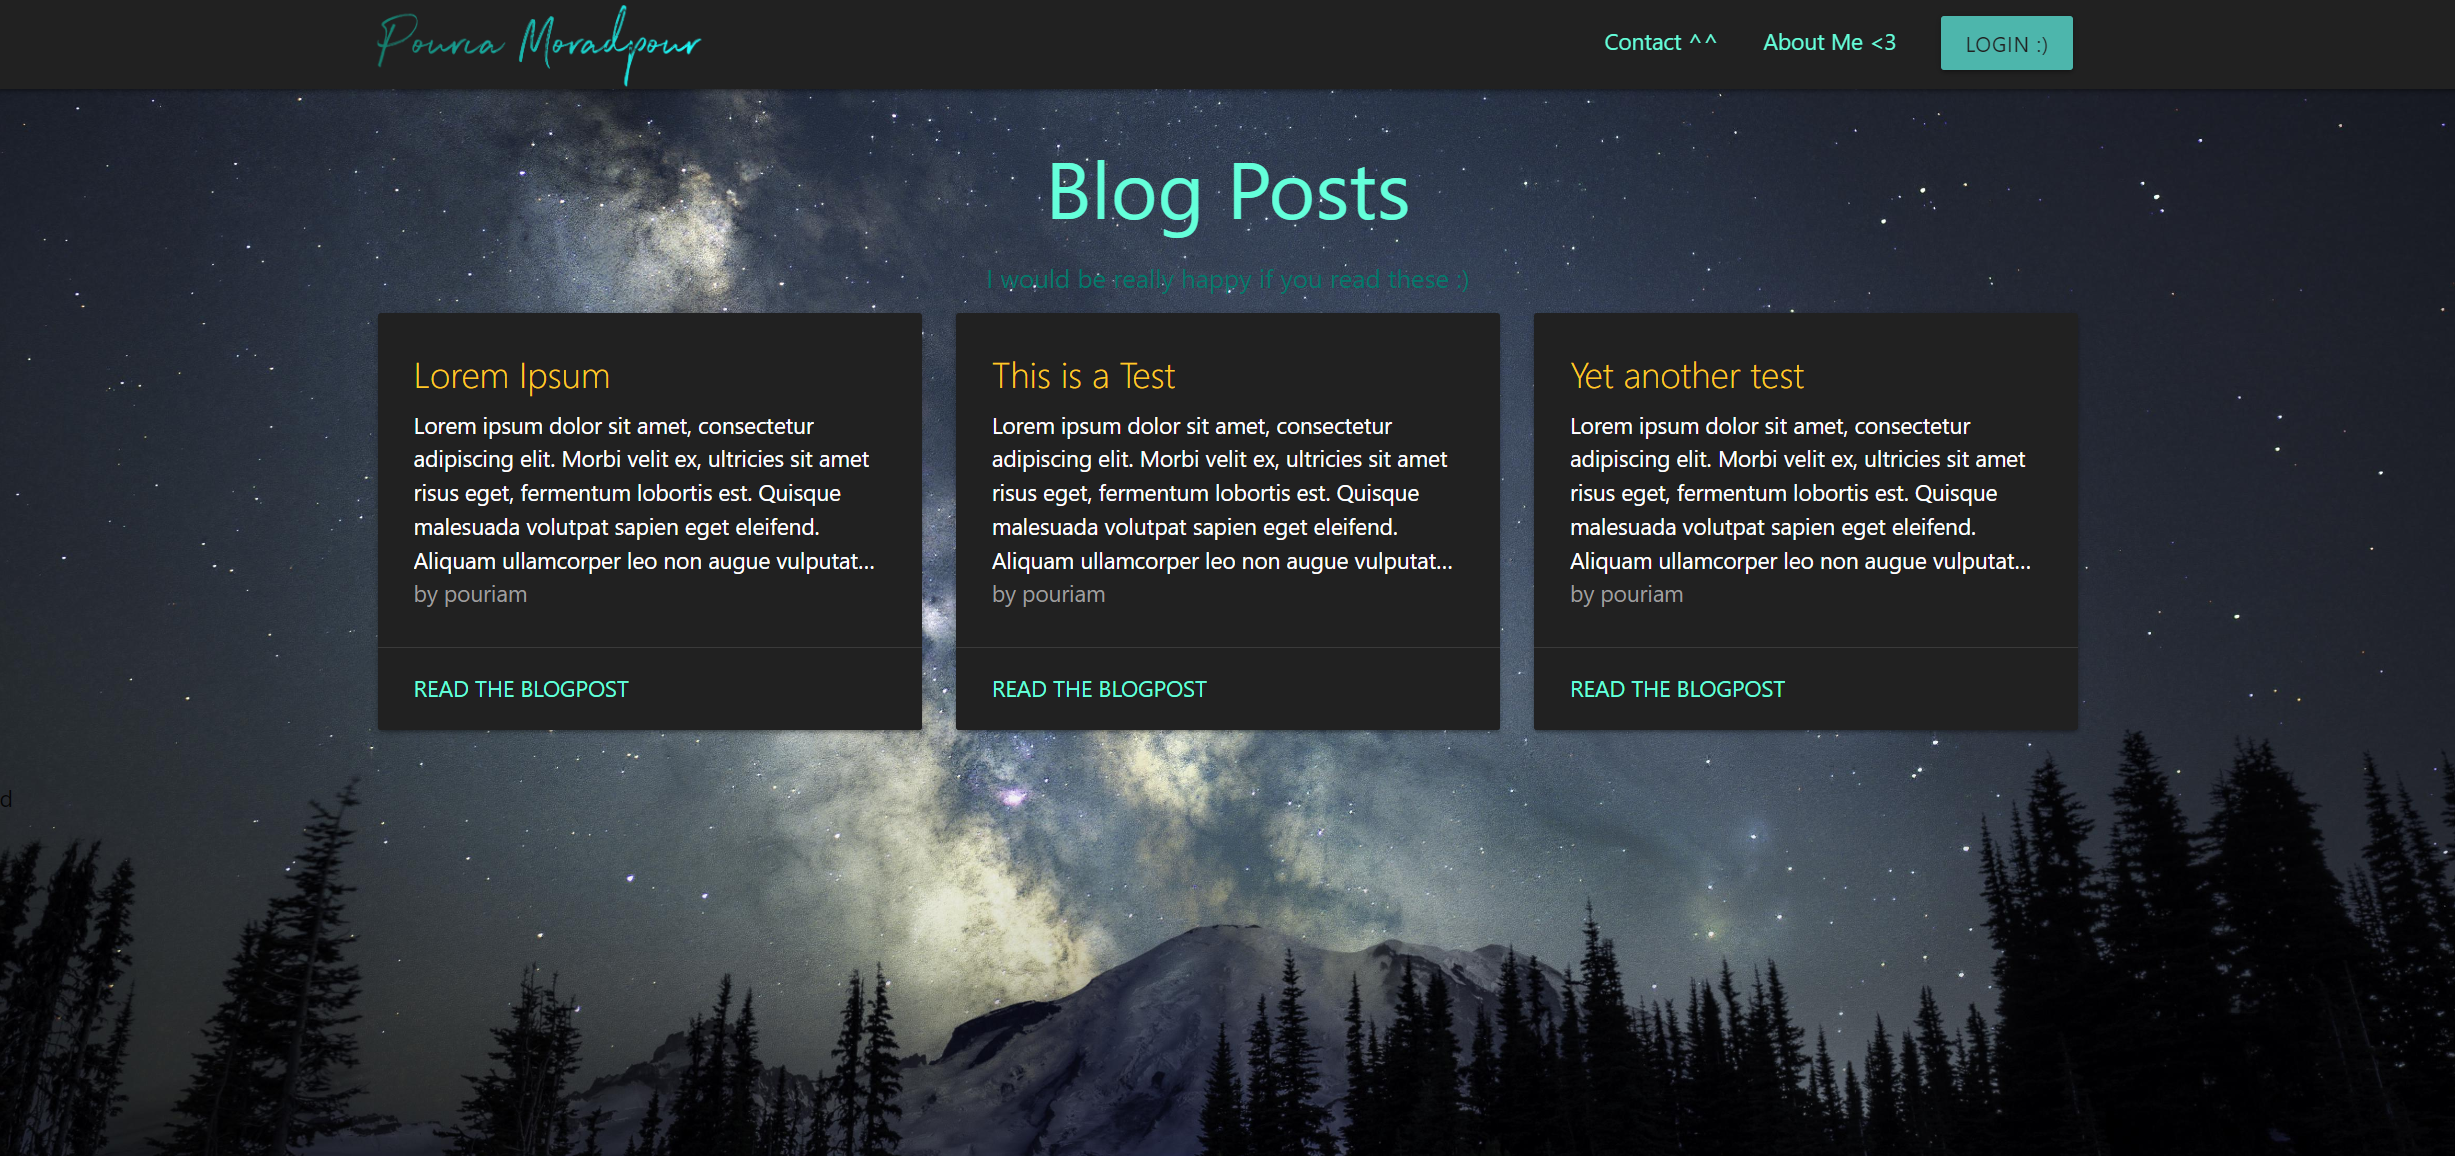 Pouria Moradpour
Contact ^^ About Me <3 LOGIN :)
Blog Posts
I would be really happy if you read these :)
Lorem Ipsum
Lorem ipsum dolor sit amet, consectetur
adipiscing elit. Morbi velit ex, ultricies sit amet
risus eget, fermentum lobortis est. Quisque
malesuada volutpat sapien eget eleifend.
Aliquam ullamcorper leo non augue vulputat...
by pouriam
READ THE BLOGPOST
This is a Test
Lorem ipsum dolor sit amet, consectetur
adipiscing elit. Morbi velit ex, ultricies sit amet
risus eget, fermentum lobortis est. Quisque
malesuada volutpat sapien eget eleifend.
Aliquam ullamcorper leo non augue vulputat...
by pouriam
READ THE BLOGPOST
Yet another test
Lorem ipsum dolor sit amet, consectetur
adipiscing elit. Morbi velit ex, ultricies sit amet
risus eget, fermentum lobortis est. Quisque
malesuada volutpat sapien eget eleifend.
Aliquam ullamcorper leo non augue vulputat...
by pouriam
READ THE BLOGPOST
d